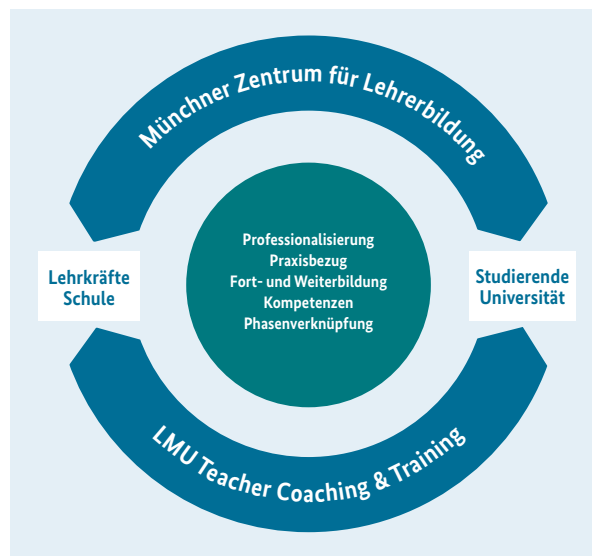 Münchner Zentrum für Lehrerbildung
Professionalisierung
Praxisbezug
Fort- und Weiterbildung
Kompetenzen
Phasenverknüpfung
Lehrkräfte
Schule
Studierende
Universität
LMU Teacher Coaching & Training